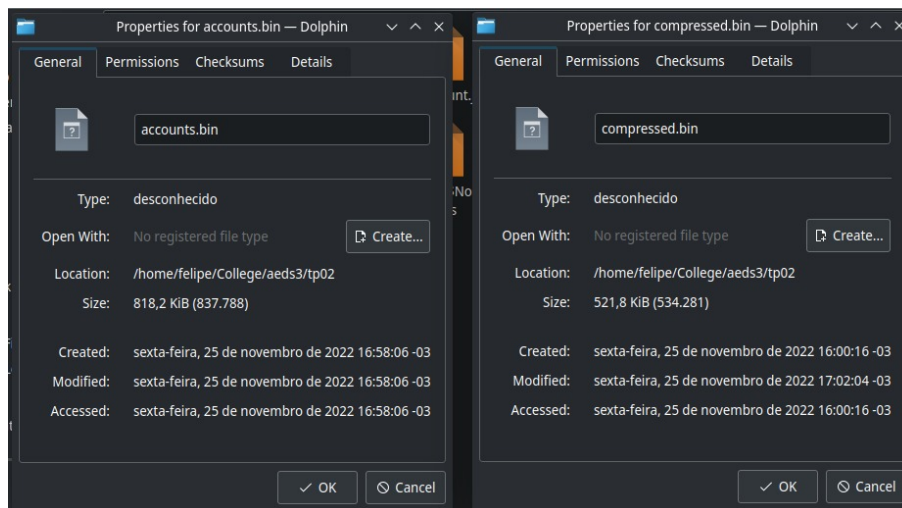 Properties for accounts.bin — Dolphin
General Permissions Checksums Details
accounts.bin
Type: desconhecido
Open With: No registered file type Create...
Location: /home/felipe/College/aeds3/tp02
Size: 818,2 KiB (837.788)
Created: sexta-feira, 25 de novembro de 2022 16:58:06 -03
Modified: sexta-feira, 25 de novembro de 2022 16:58:06 -03
Accessed: sexta-feira, 25 de novembro de 2022 16:58:06 -03
OK Cancel
Properties for compressed.bin — Dolphin
General Permissions Checksums Details
compressed.bin
Type: desconhecido
Open With: No registered file type Create...
Location: /home/felipe/College/aeds3/tp02
Size: 521,8 KiB (534.281)
Created: sexta-feira, 25 de novembro de 2022 16:00:16 -03
Modified: sexta-feira, 25 de novembro de 2022 17:02:04 -03
Accessed: sexta-feira, 25 de novembro de 2022 16:00:16 -03
OK Cancel